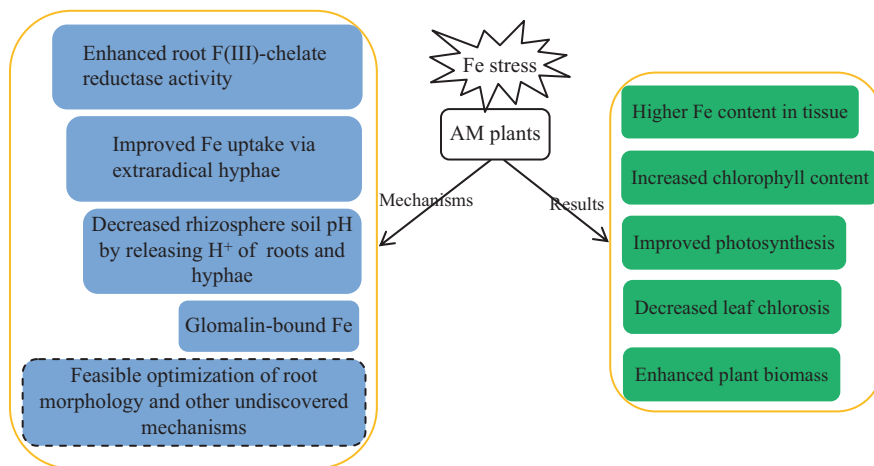 Enhanced root F(III)-chelate
reductase activity
Improved Fe uptake via
extraradical hyphae
Decreased rhizosphere soil pH
by releasing H⁺ of roots and
hyphae
Glomalin-bound Fe
Feasible optimization of root
morphology and other undiscovered
mechanisms
Fe stress
AM plants
Mechanisms
Results
Higher Fe content in tissue
Increased chlorophyll content
Improved photosynthesis
Decreased leaf chlorosis
Enhanced plant biomass